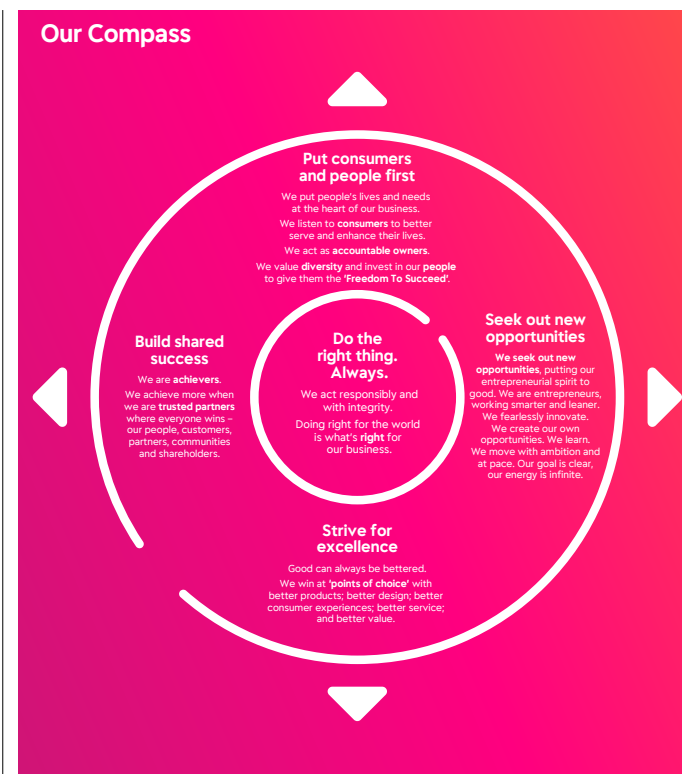 Our Compass
Put consumers
and people first
We put people's lives and needs
at the heart of our business.
We listen to consumers to better
serve and enhance their lives.
We act as accountable owners.
We value diversity and invest in our people
to give them the 'Freedom To Succeed'.
Build shared
success
We are achievers.
We achieve more when
we are trusted partners
where everyone wins –
our people, customers,
partners, communities
and shareholders.
Do the
right thing.
Always.
We act responsibly and
with integrity.
Doing right for the world
is what's right for
our business.
Seek out new
opportunities
We seek out new
opportunities, putting our
entrepreneurial spirit to
good. We are entrepreneurs,
working smarter and leaner.
We fearlessly innovate.
We create our own
opportunities. We learn.
We move with ambition and
at pace. Our goal is clear,
our energy is infinite.
Strive for
excellence
Good can always be bettered.
We win at 'points of choice' with
better products; better design; better
consumer experiences; better service;
and better value.